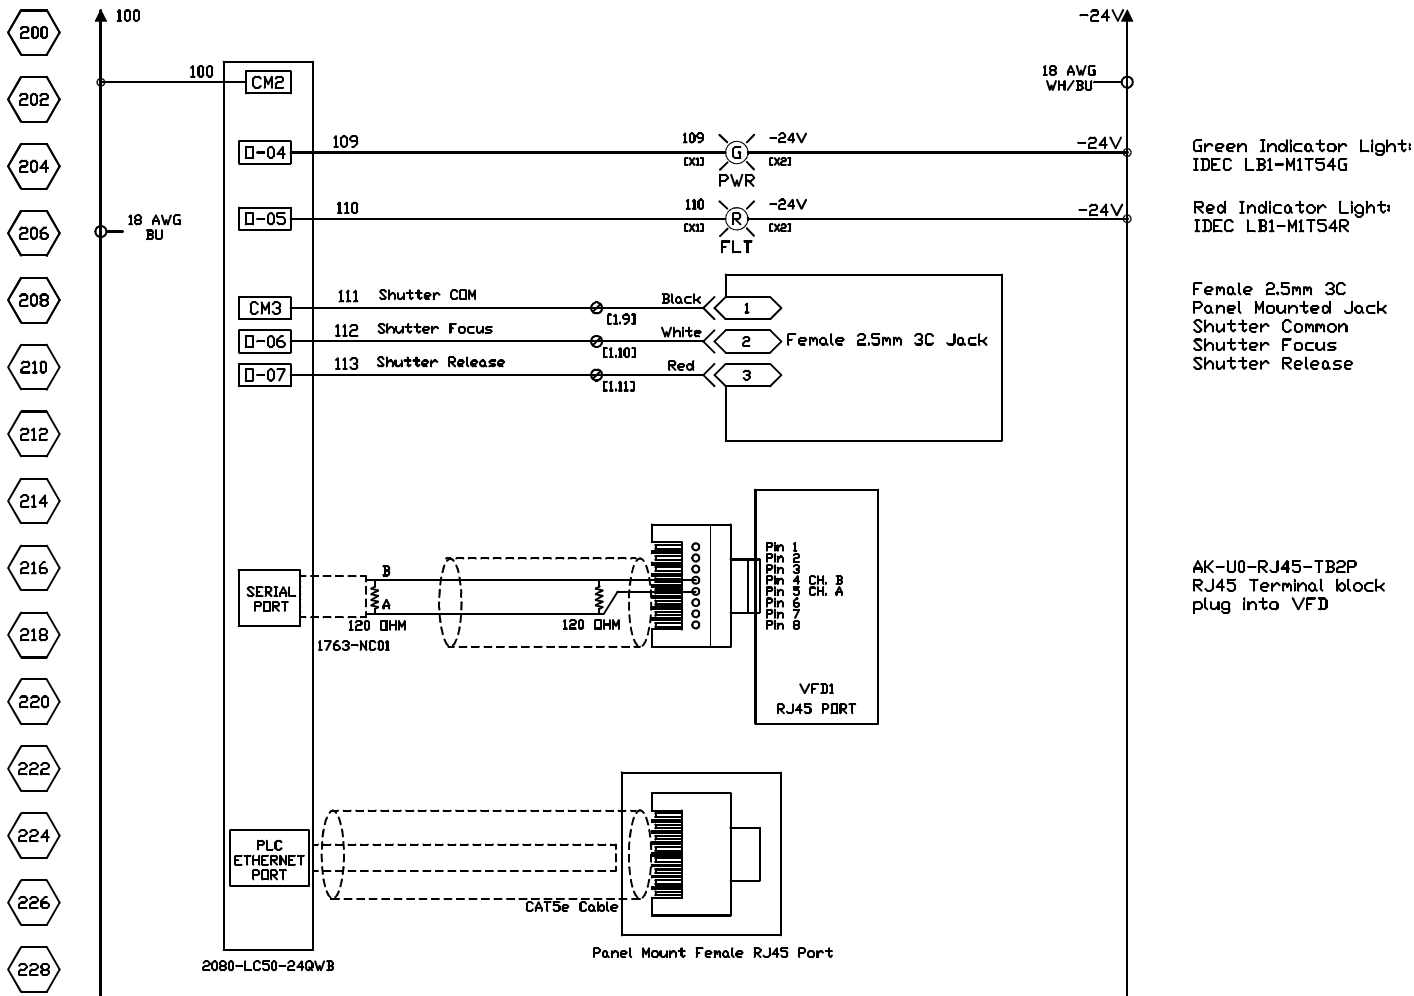 200
100
-24V
100
CM2
18 AWG
WH/BU
202
O-04
109
109
-24V
[X1]
G
[X2]
PWR
-24V
Green Indicator Light:
IDEC LB1-M1T54G
204
O-05
110
110
-24V
[X1]
R
[X2]
FLT
-24V
Red Indicator Light:
IDEC LB1-M1T54R
18 AWG
BU
206
208
CM3
111
Shutter COM
[1.9]
Black
1
O-06
112
Shutter Focus
[1.10]
White
2
Female 2.5mm 3C Jack
O-07
113
Shutter Release
[1.11]
Red
3
Female 2.5mm 3C
Panel Mounted Jack
Shutter Common
Shutter Focus
Shutter Release
210
212
214
216
SERIAL
PORT
B
A
120 OHM
1763-NC01
120 OHM
Pin 1
Pin 2
Pin 3
Pin 4 CH. B
Pin 5 CH. A
Pin 6
Pin 7
Pin 8
VFD1
RJ45 PORT
AK-U0-RJ45-TB2P
RJ45 Terminal block
plug into VFD
218
220
222
224
PLC
ETHERNET
PORT
CAT5e Cable
226
Panel Mount Female RJ45 Port
2080-LC50-24QWB
228